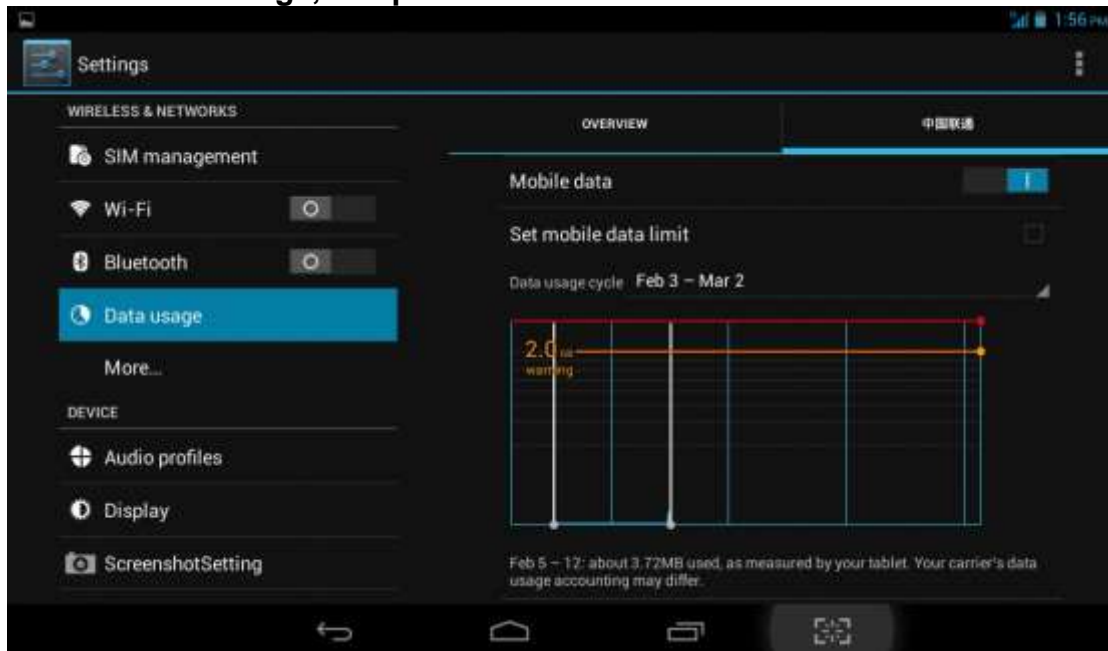 1:56 PM
Settings
WIRELESS & NETWORKS
SIM management
Wi-Fi
Bluetooth
Data usage
More...
DEVICE
Audio profiles
Display
ScreenshotSetting
OVERVIEW
中国联通
Mobile data
Set mobile data limit
Data usage cycle Feb 3 – Mar 2
2.0
warning
Feb 5 – 12: about 3.72MB used, as measured by your tablet. Your carrier's data
usage accounting may differ.